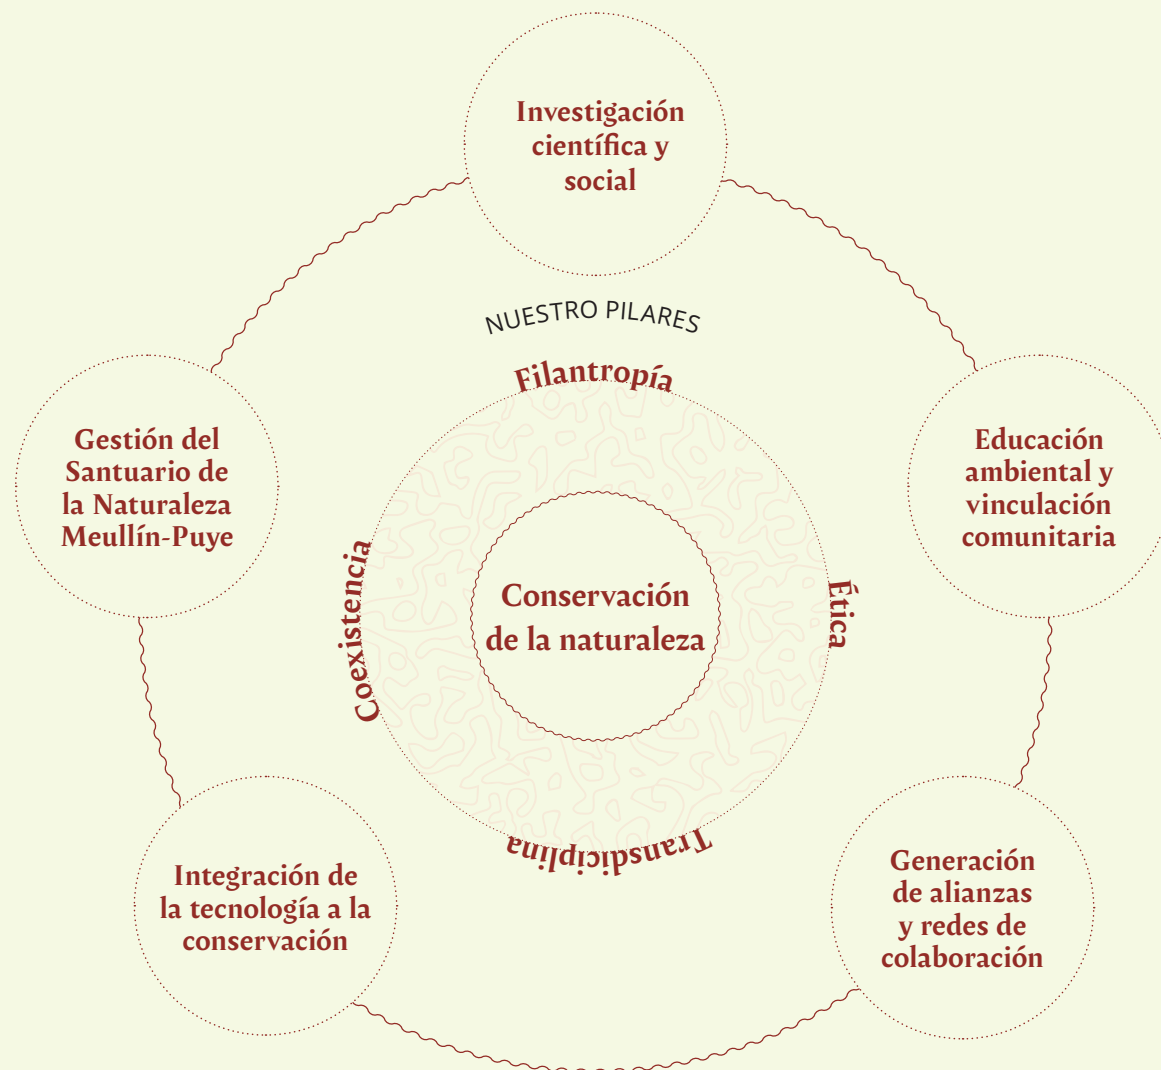 Investigación
científica y
social
NUESTRO PILARES
Filantropía
Gestión del
Santuario de
la Naturaleza
Meullín-Puye
Educación
ambiental y
vinculación
comunitaria
Coexistencia
Conservación
de la naturaleza
Ética
Transdiciplina
Integración de
la tecnología a la
conservación
Generación
de alianzas
y redes de
colaboración